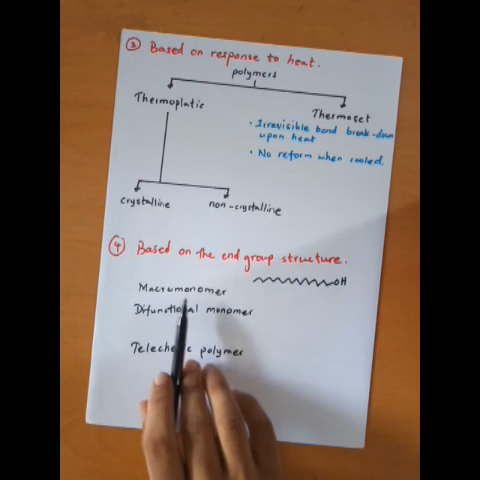 ③ Based on response to heat.
polymers
Thermoplatic
Thermoset
• Irrevisible bond break-down
upon heat
• No reform when cooled.
crystalline
non-crystalline
④ Based on the end group structure.
OH
Macromonomer
Difunctional monomer
polymer